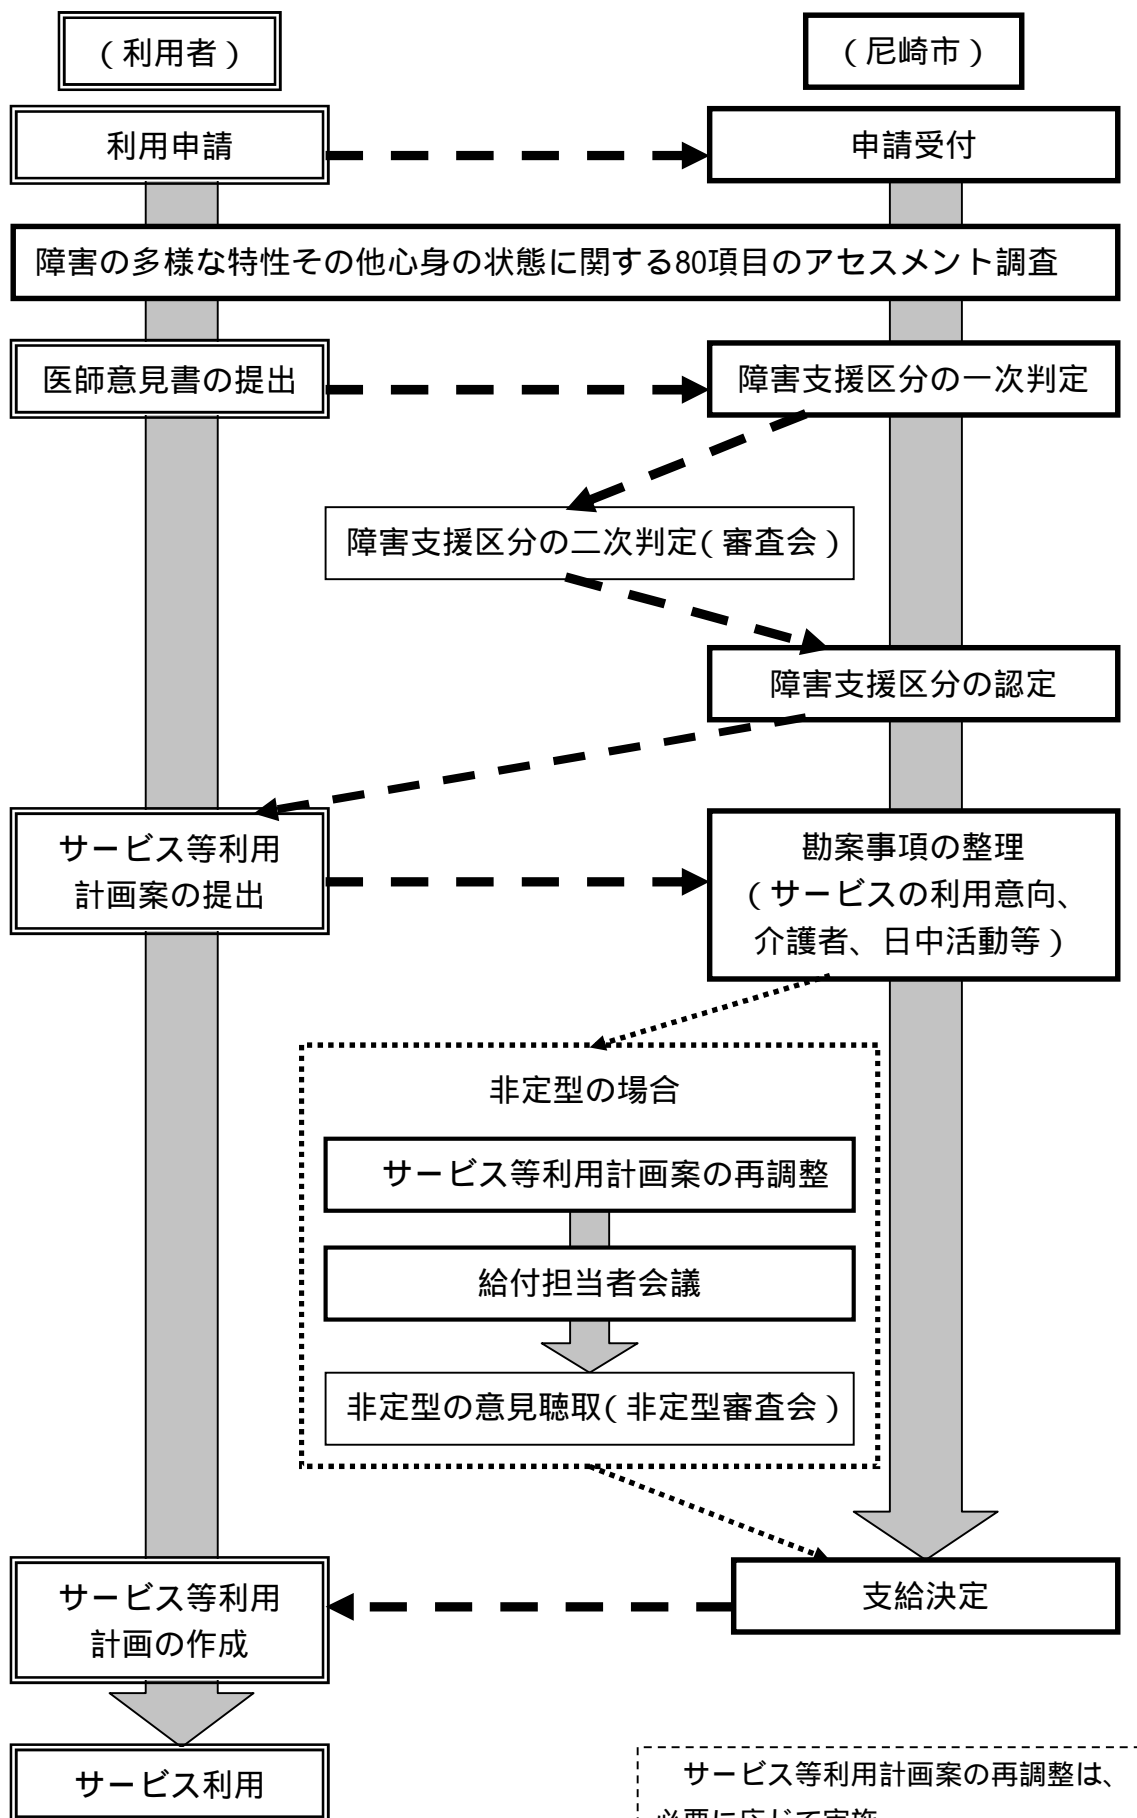 （利用者）
（尼崎市）
利用申請
申請受付
障害の多様な特性その他心身の状態に関する80項目のアセスメント調査
医師意見書の提出
障害支援区分の一次判定
障害支援区分の二次判定（審査会）
障害支援区分の認定
サービス等利用
計画案の提出
勘案事項の整理
（サービスの利用意向、
介護者、日中活動等）
非定型の場合
サービス等利用計画案の再調整
給付担当者会議
非定型の意見聴取（非定型審査会）
サービス等利用
計画の作成
支給決定
サービス利用
サービス等利用計画案の再調整は、
必要に応じて実施